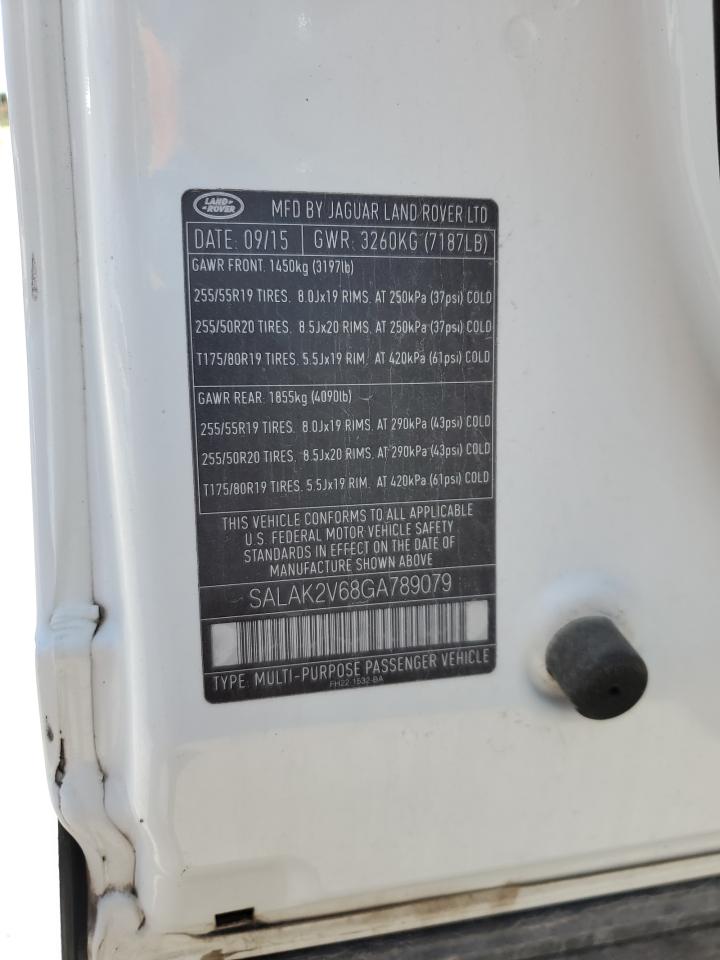 LAND ROVER
MFD BY JAGUAR LAND ROVER LTD
DATE: 09/15 GWR: 3260KG (7187LB)
GAWR FRONT: 1450kg (3197lb)
255/55R19 TIRES. 8.0Jx19 RIMS. AT 250kPa (37psi) COLD
255/50R20 TIRES. 8.5Jx20 RIMS. AT 250kPa (37psi) COLD
T175/80R19 TIRES. 5.5Jx19 RIM. AT 420kPa (61psi) COLD
GAWR REAR: 1855kg (4090lb)
255/55R19 TIRES. 8.0Jx19 RIMS. AT 290kPa (43psi) COLD
255/50R20 TIRES. 8.5Jx20 RIMS. AT 290kPa (43psi) COLD
T175/80R19 TIRES. 5.5Jx19 RIM. AT 420kPa (61psi) COLD
THIS VEHICLE CONFORMS TO ALL APPLICABLE
U.S. FEDERAL MOTOR VEHICLE SAFETY
STANDARDS IN EFFECT ON THE DATE OF
MANUFACTURE SHOWN ABOVE
SALAK2V68GA789079
TYPE: MULTI-PURPOSE PASSENGER VEHICLE
FH22 1532 BA